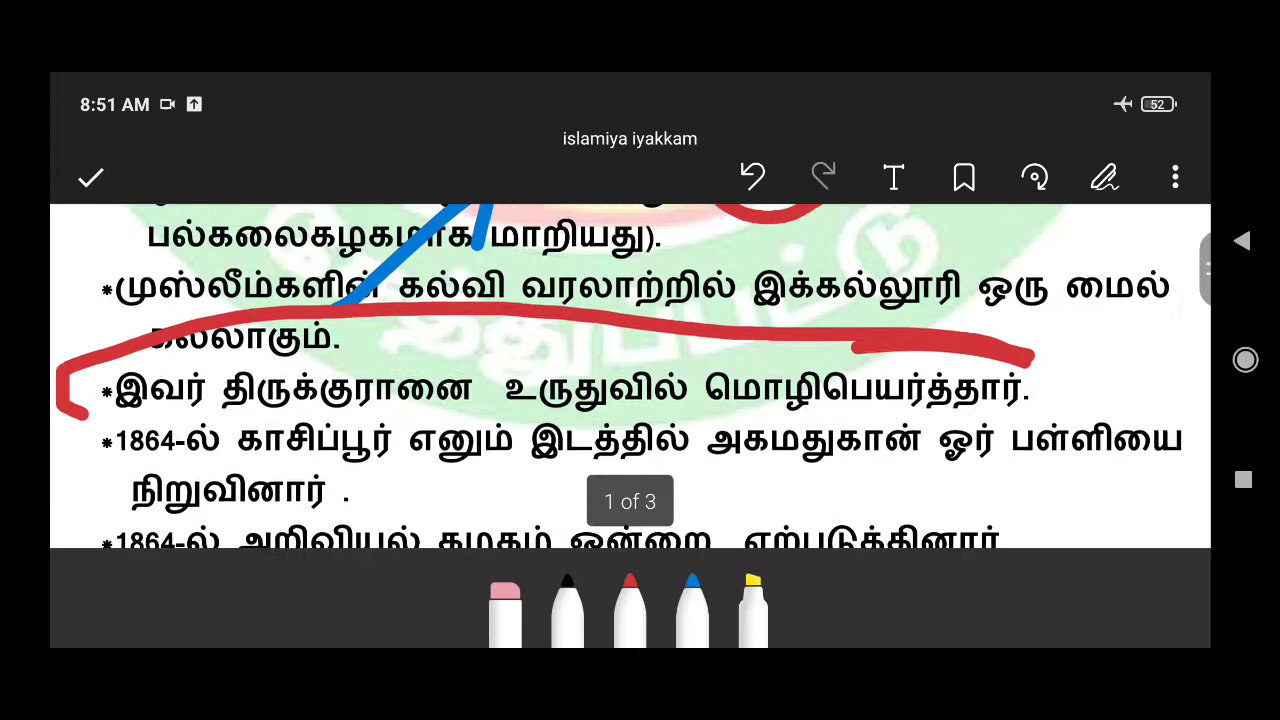 8:51 AM
52
islamiya iyakkam
பல்கலைகழகமாக மாறியது).
*முஸ்லீம்களின் கல்வி வரலாற்றில் இக்கல்லூரி ஒரு மைல்
கல்லாகும்.
*இவர் திருக்குரானை உருதுவில் மொழிபெயர்த்தார்.
*1864-ல் காசிப்பூர் எனும் இடத்தில் அகமதுகான் ஓர் பள்ளியை
நிறுவினார் .
1 of 3
*1864-ல் அறிவியல் கழகம் ஒன்றை ஏற்படுத்தினார்